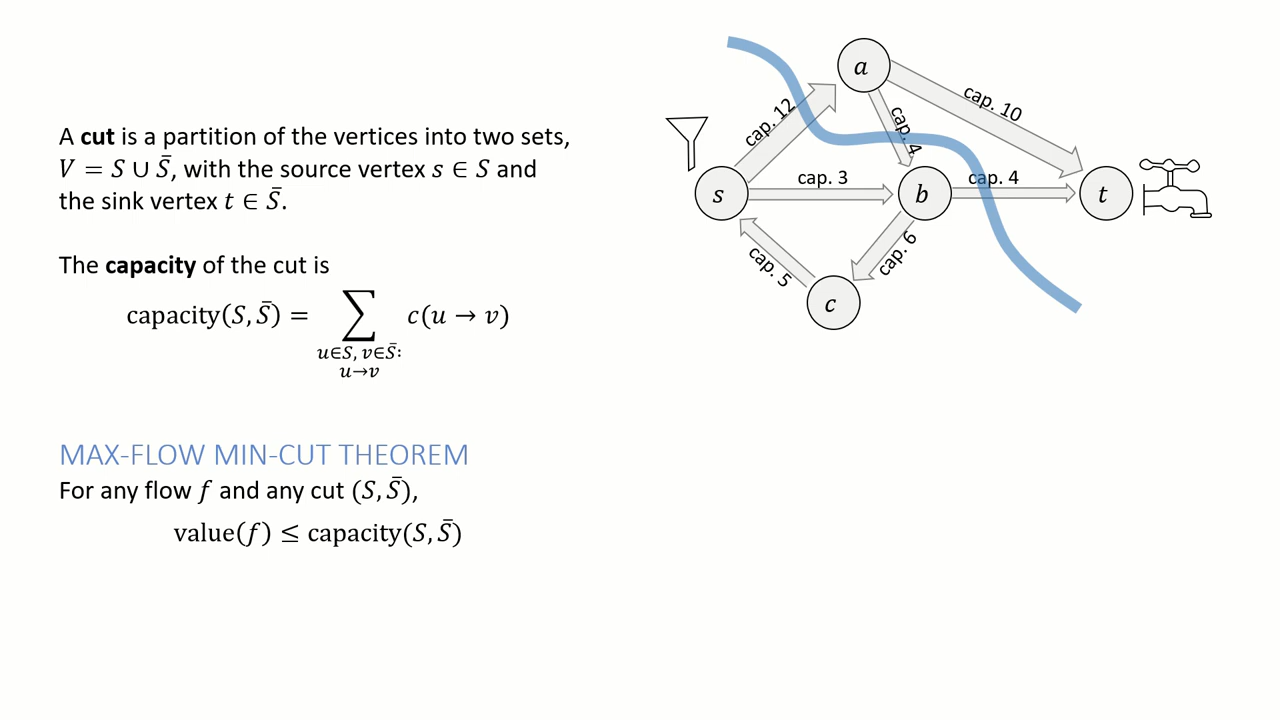 A cut is a partition of the vertices into two sets,
V = S ∪ S̄, with the source vertex s ∈ S and
the sink vertex t ∈ S̄.
The capacity of the cut is
capacity(S, S̄) = ∑ c(u → v)
u∈S, v∈S̄:
u→v
MAX-FLOW MIN-CUT THEOREM
For any flow f and any cut (S, S̄),
value(f) ≤ capacity(S, S̄)
a
cap. 12
cap. 4
cap. 10
s
cap. 3
b
cap. 4
t
cap. 5
cap. 6
c